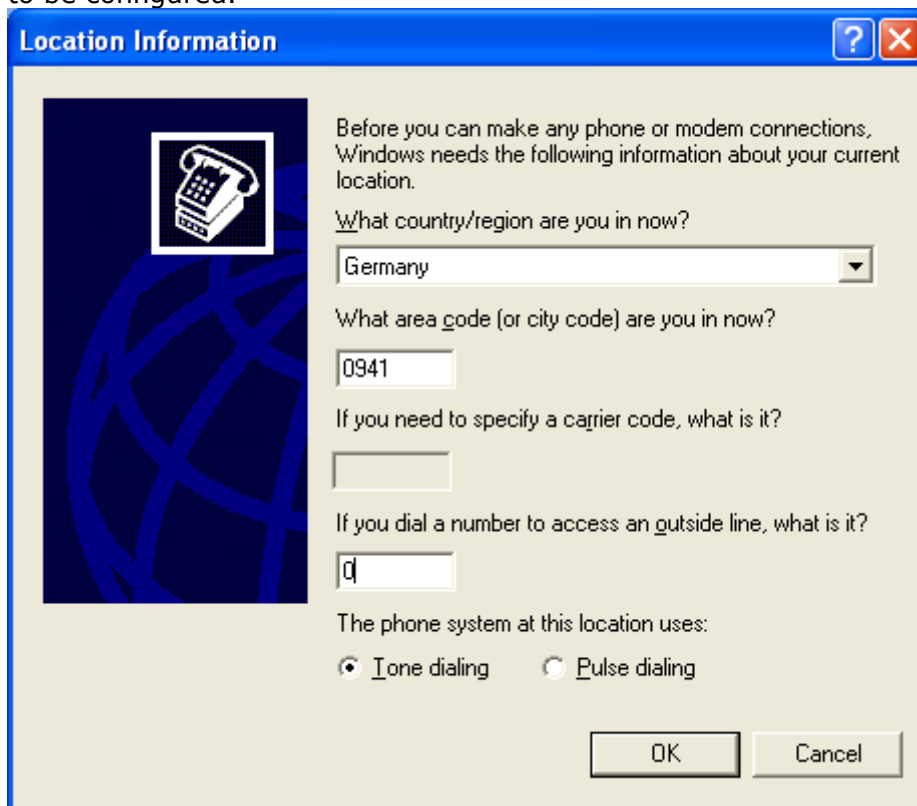 to be configured.
Location Information
Before you can make any phone or modem connections,
Windows needs the following information about your current
location.
What country/region are you in now?
Germany
What area code (or city code) are you in now?
0941
If you need to specify a carrier code, what is it?
If you dial a number to access an outside line, what is it?
0
The phone system at this location uses:
Tone dialing Pulse dialing
OK Cancel